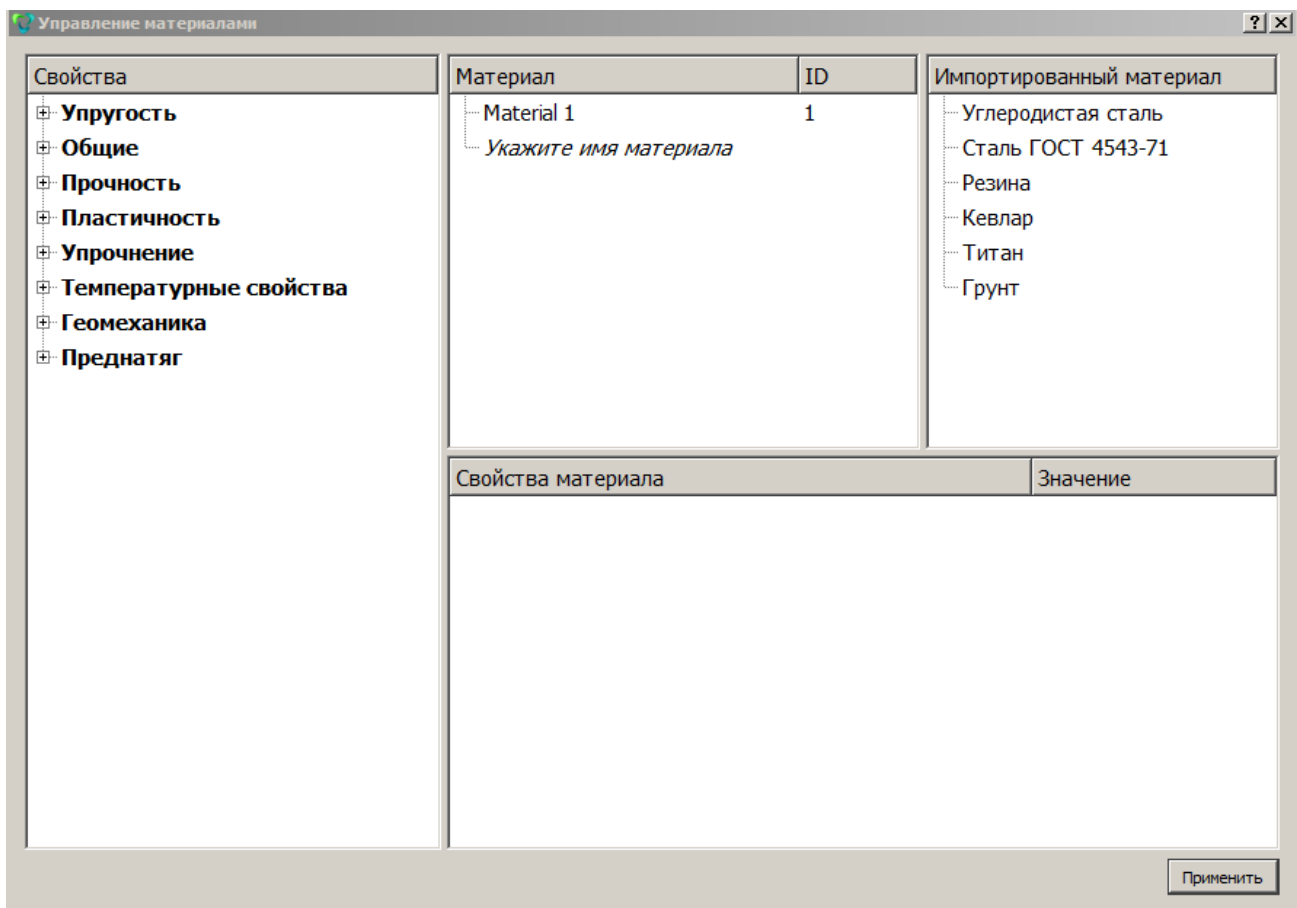 Управление материалами
Свойства
Упругость
Общие
Прочность
Пластичность
Упрочнение
Температурные свойства
Геомеханика
Преднатяг
Материал ID
Material 1 1
Укажите имя материала
Импортированный материал
Углеродистая сталь
Сталь ГОСТ 4543-71
Резина
Кевлар
Титан
Грунт
Свойства материала Значение
Применить